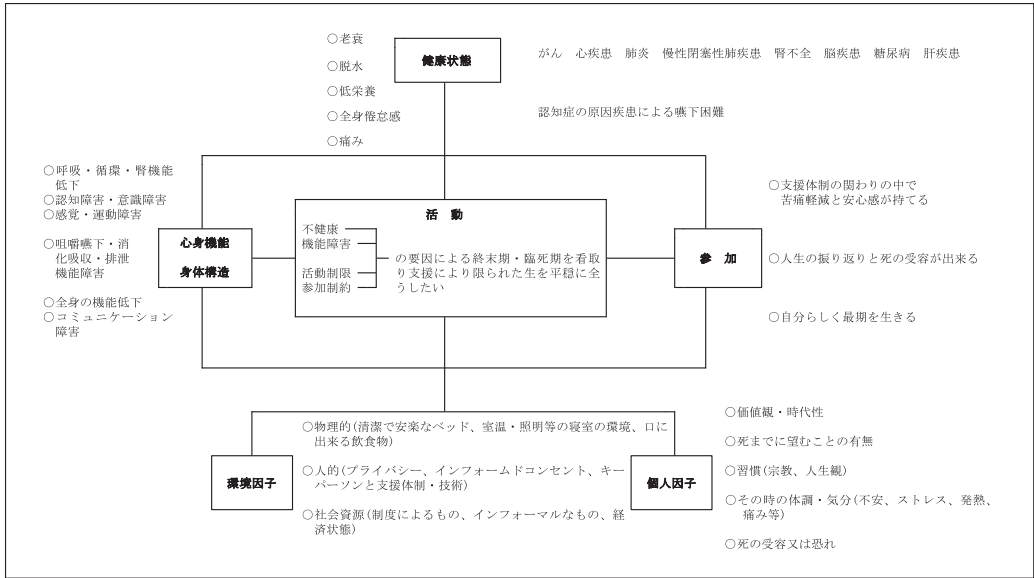 ○老衰
○脱水
○低栄養
○全身倦怠感
○痛み
健康状態
がん　心疾患　肺炎　慢性閉塞性肺疾患　腎不全　脳疾患　糖尿病　肝疾患
認知症の原因疾患による嚥下困難
○呼吸・循環・腎機能
低下
○認知障害・意識障害
○感覚・運動障害
○咀嚼嚥下・消
化吸収・排泄
機能障害
○全身の機能低下
○コミュニケーション
障害
心身機能
身体構造
活　動
不健康
機能障害
活動制限
参加制約
の要因による終末期・臨死期を看取
り支援により限られた生を平穏に全
うしたい
参　加
○支援体制の関わりの中で
苦痛軽減と安心感が持てる
○人生の振り返りと死の受容が出来る
○自分らしく最期を生きる
環境因子
○物理的(清潔で安楽なベッド、室温・照明等の寝室の環境、口に
出来る飲食物)
○人的(プライバシー、インフォームドコンセント、キー
パーソンと支援体制・技術)
○社会資源(制度によるもの、インフォーマルなもの、経
済状態)
個人因子
○価値観・時代性
○死までに望むことの有無
○習慣(宗教、人生観)
○その時の体調・気分(不安、ストレス、発熱、
痛み等)
○死の受容又は恐れ